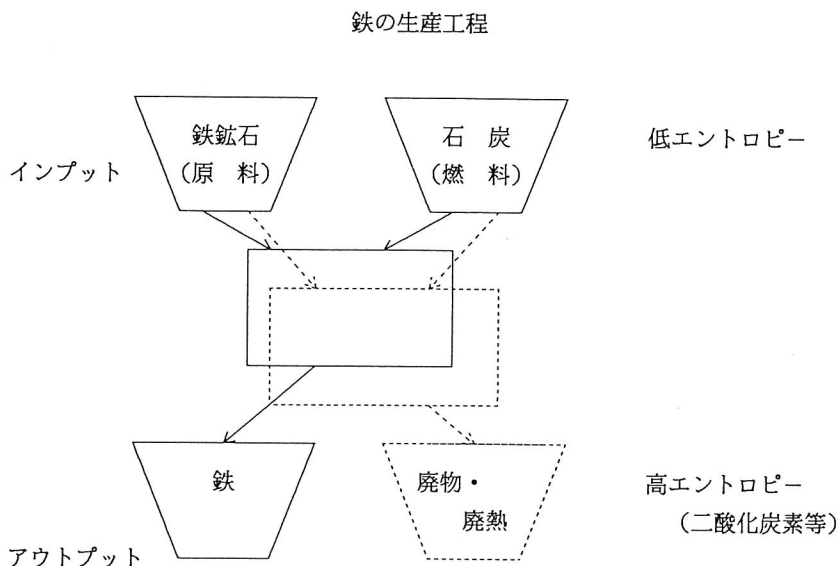 鉄の生産工程
鉄鉱石
（原　料）
石　炭
（燃　料）
低エントロピー
インプット
鉄
廃物・
廃熱
高エントロピー
（二酸化炭素等）
アウトプット